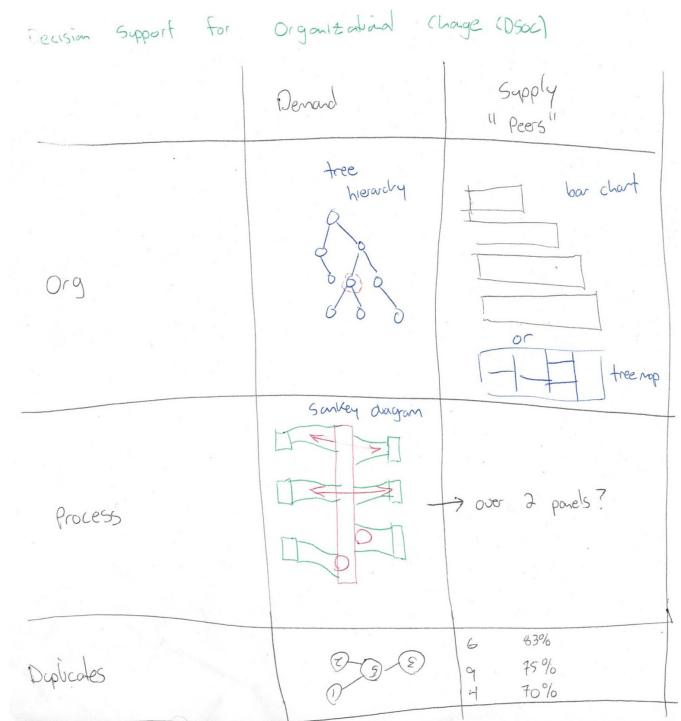 Decision Support for Organizational Change (DSOC)
Demand
Supply
"Peers"
Org
tree
hierarchy
bar chart
or
tree map
Process
Sankey diagram
→ over 2 panels?
Duplicates
2
5
3
1
6 83%
9 75%
4 70%